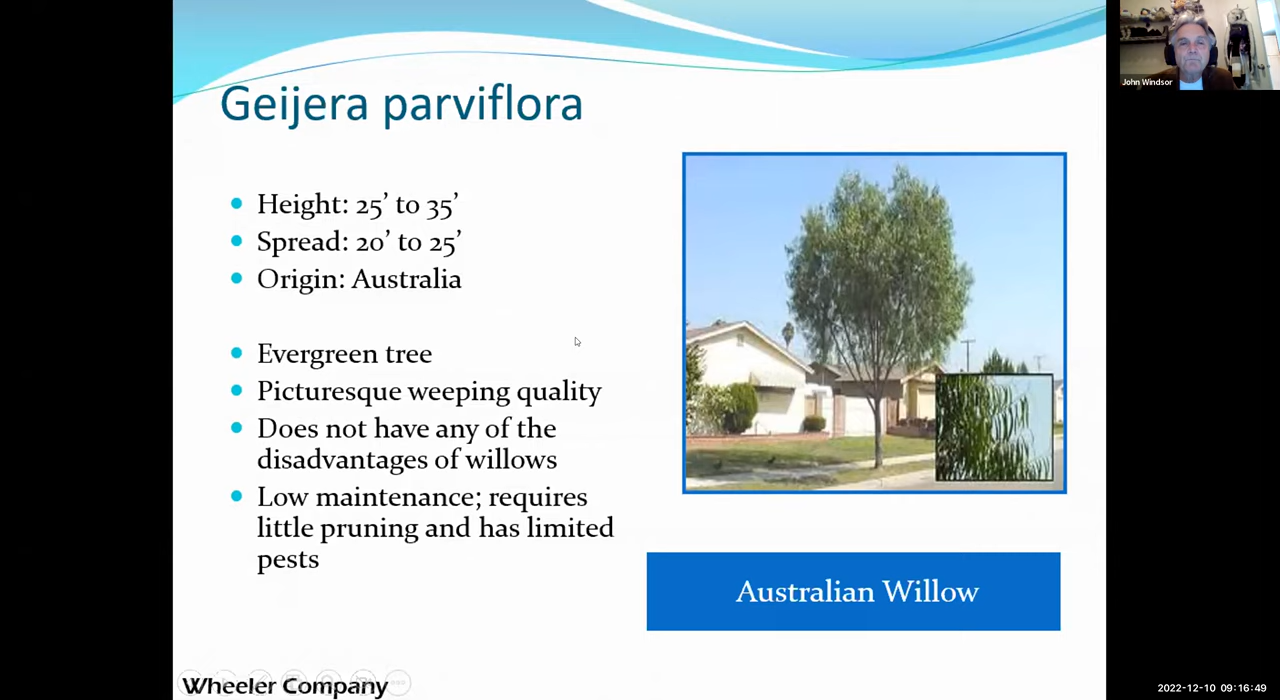 Geijera parviflora
John Windsor
Height: 25’ to 35’
Spread: 20’ to 25’
Origin: Australia
Evergreen tree
Picturesque weeping quality
Does not have any of the
disadvantages of willows
Low maintenance; requires
little pruning and has limited
pests
Australian Willow
Wheeler Company
2022-12-10 09:16:49